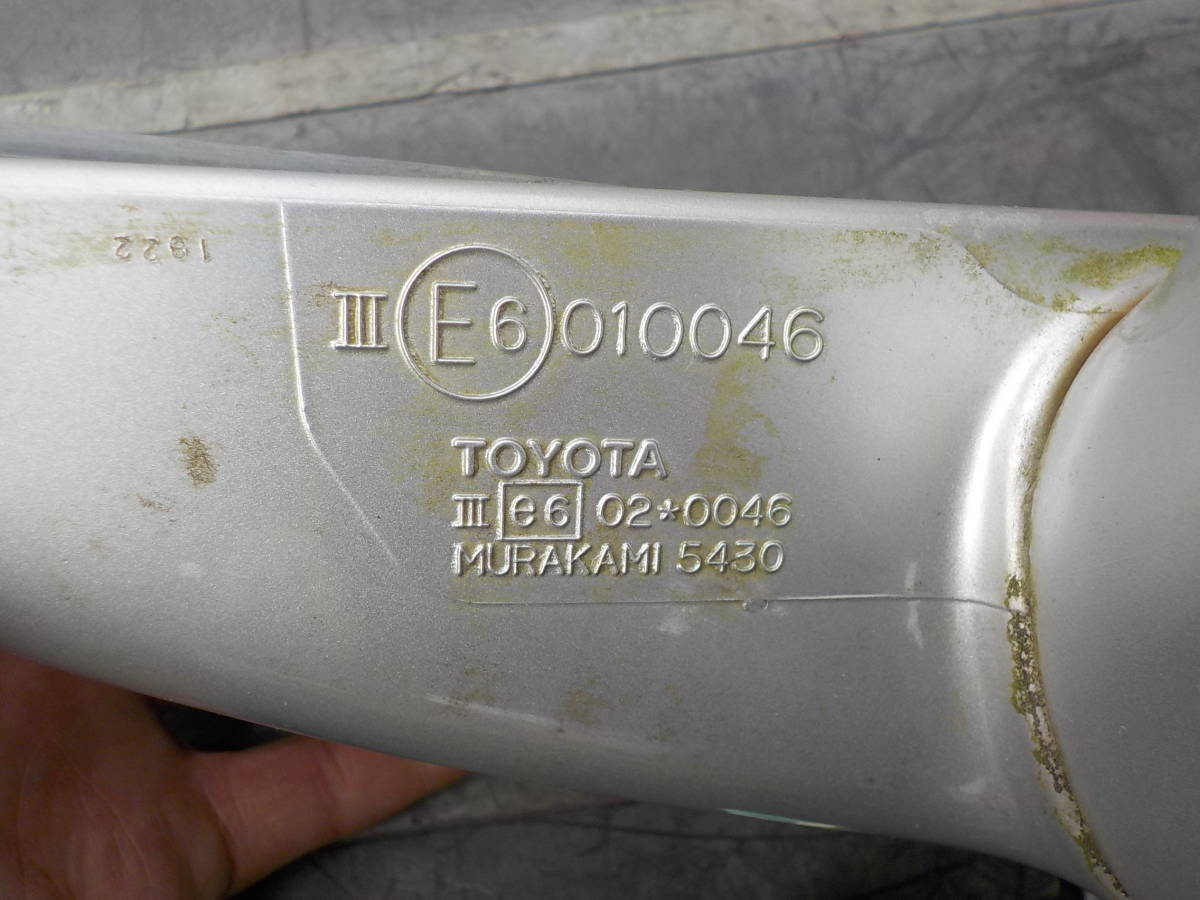 1822
III E6 010046
TOYOTA
III e6 02*0046
MURAKAMI 5430